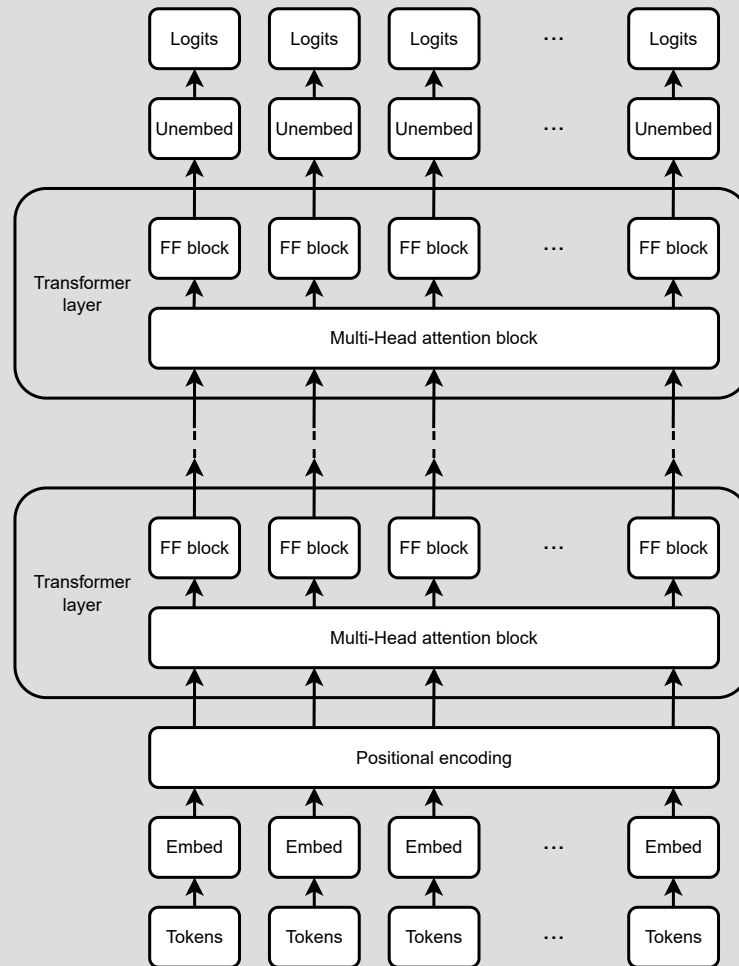 Logits Logits Logits ... Logits
Unembed Unembed Unembed ... Unembed
FF block FF block FF block ... FF block
Transformer
layer
Multi-Head attention block
FF block FF block FF block ... FF block
Transformer
layer
Multi-Head attention block
Positional encoding
Embed Embed Embed ... Embed
Tokens Tokens Tokens ... Tokens